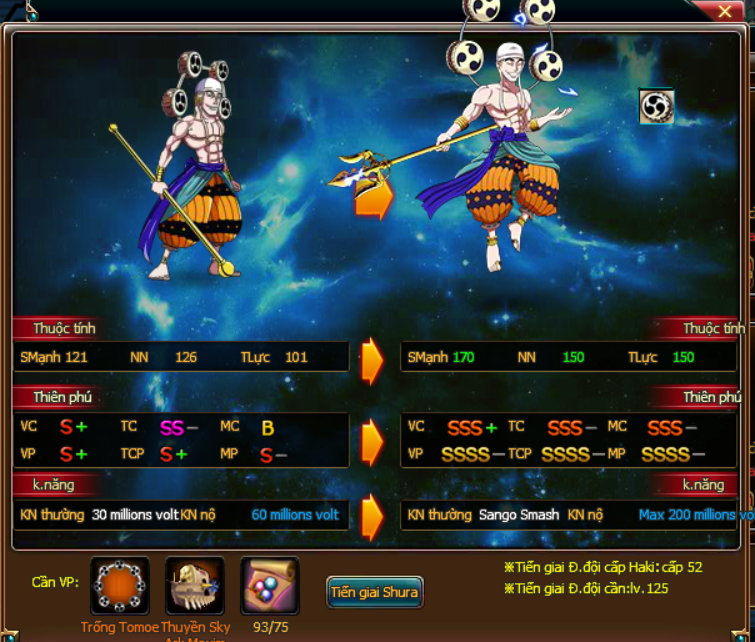 Thuộc tính Thuộc tính
SMạnh 121 NN 126 TLực 101 SMạnh 170 NN 150 TLực 150
Thiên phú Thiên phú
VC S+ TC SS- MC B VC SSS+ TC SSS- MC SSS-
VP S+ TCP S+ MP S- VP SSSS- TCP SSSS- MP SSSS-
k.năng k.năng
KN thường 30 millions volt KN nộ 60 millions volt KN thường Sango Smash KN nộ Max 200 millions vo
※Tiến giai Đ.đội cấp Haki: cấp 52
Cần VP: Tiến giai Shura ※Tiến giai Đ.đội cần:lv.125
Trống Tomoe Thuyền Sky 93/75
Ark Maxim